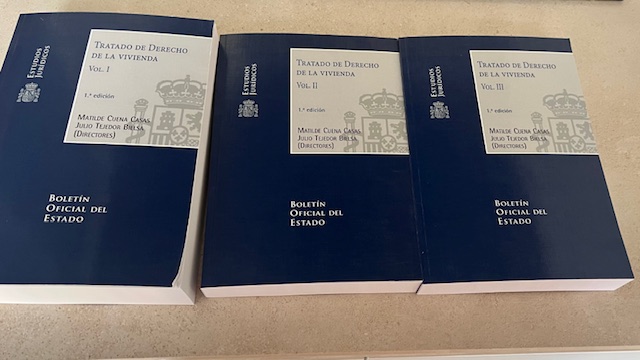 ESTUDIOS
JURÍDICOS
TRATADO DE DERECHO
DE LA VIVIENDA
VOL. I
1.ª edición
MATILDE CUENA CASAS
JULIO TEJEDOR BIELSA
(DIRECTORES)
BOLETÍN
OFICIAL DEL
ESTADO
ESTUDIOS
JURÍDICOS
TRATADO DE DERECHO
DE LA VIVIENDA
VOL. II
1.ª edición
MATILDE CUENA CASAS
JULIO TEJEDOR BIELSA
(DIRECTORES)
BOLETÍN
OFICIAL DEL
ESTADO
ESTUDIOS
JURÍDICOS
TRATADO DE DERECHO
DE LA VIVIENDA
VOL. III
1.ª edición
MATILDE CUENA CASAS
JULIO TEJEDOR BIELSA
(DIRECTORES)
BOLETÍN
OFICIAL DEL
ESTADO